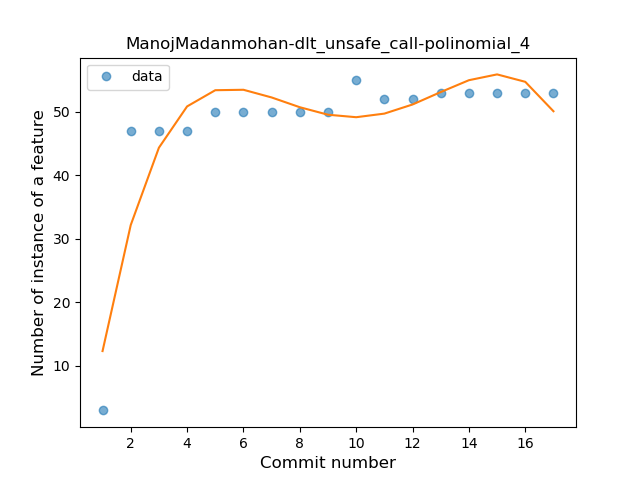 ManojMadanmohan-dlt_unsafe_call-polinomial_4
data
Number of instance of a feature
50
40
30
20
10
2 4 6 8 10 12 14 16
Commit number